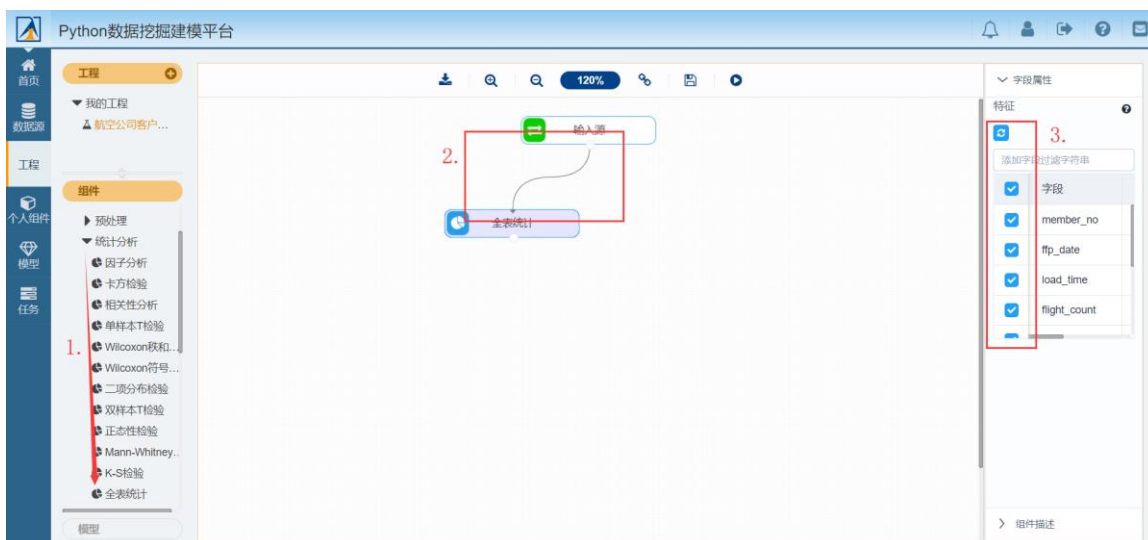 Python数据挖掘建模平台
首页
数据源
工程
个人组件
模型
任务
工程
我的工程
航空公司客户...
组件
预处理
统计分析
因子分析
卡方检验
相关性分析
单样本T检验
Wilcoxon秩和...
Wilcoxon符号...
二项分布检验
双样本T检验
正态性检验
Mann-Whitney...
K-S检验
全表统计
模型
1.
120%
输入源
2.
全表统计
字段属性
特征
3.
添加字段过滤字符串
字段
member_no
ffp_date
load_time
flight_count
组件描述